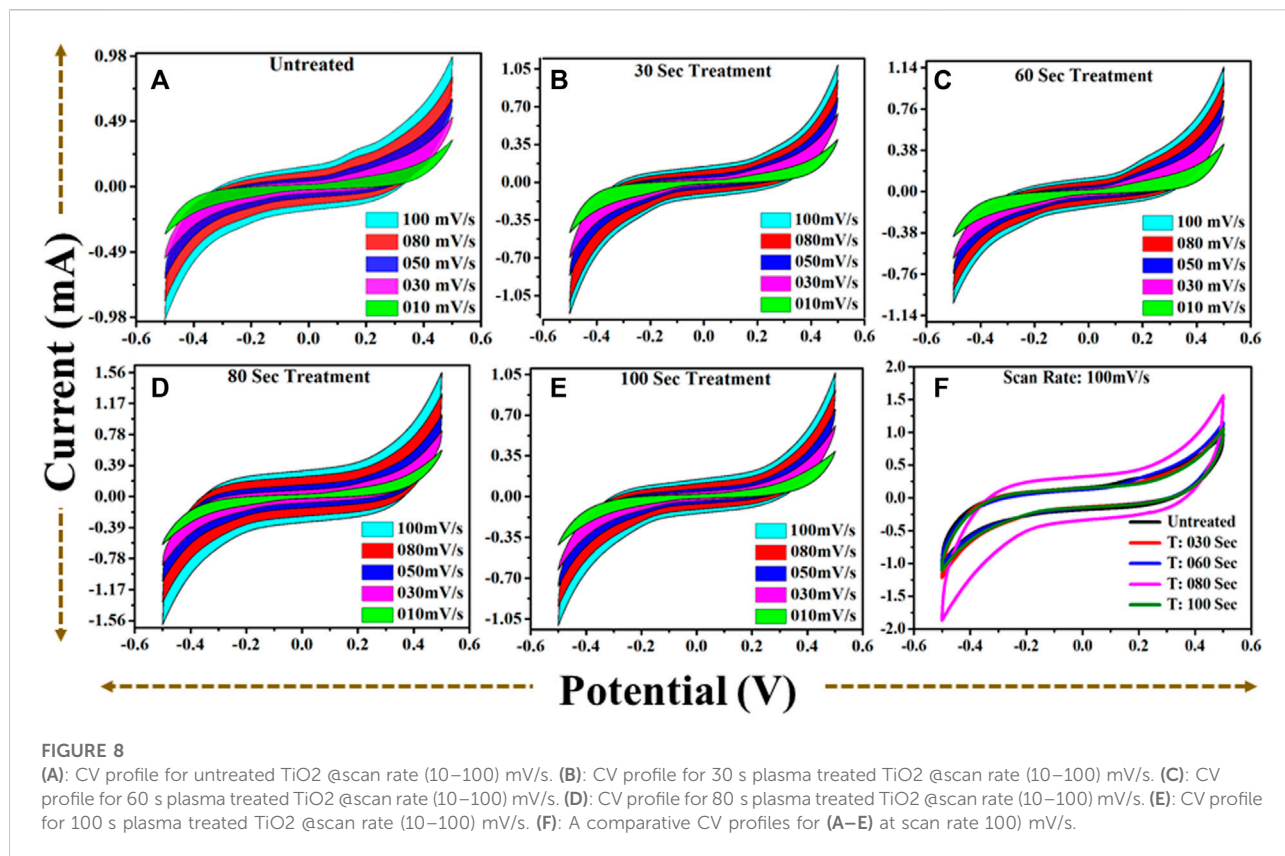 Current (mA)
A
Untreated
0.98
0.49
0.00
-0.49
-0.98
100 mV/s
080 mV/s
050 mV/s
030 mV/s
010 mV/s
-0.6 -0.4 -0.2 0.0 0.2 0.4 0.6
B
30 Sec Treatment
1.05
0.70
0.35
0.00
-0.35
-0.70
-1.05
100mV/s
080mV/s
050mV/s
030mV/s
010mV/s
-0.6 -0.4 -0.2 0.0 0.2 0.4 0.6
C
60 Sec Treatment
1.14
0.76
0.38
0.00
-0.38
-0.76
-1.14
100 mV/s
080 mV/s
050 mV/s
030 mV/s
010 mV/s
-0.6 -0.4 -0.2 0.0 0.2 0.4 0.6
D
80 Sec Treatment
1.56
1.17
0.78
0.39
0.00
-0.39
-0.78
-1.17
-1.56
100mV/s
080mV/s
050mV/s
030mV/s
010mV/s
-0.6 -0.4 -0.2 0.0 0.2 0.4 0.6
E
100 Sec Treatment
1.05
0.70
0.35
0.00
-0.35
-0.70
-1.05
100mV/s
080mV/s
050mV/s
030mV/s
010mV/s
-0.6 -0.4 -0.2 0.0 0.2 0.4 0.6
F
Scan Rate: 100mV/s
2.0
1.5
1.0
0.5
0.0
-0.5
-1.0
-1.5
-2.0
Untreated
T: 030 Sec
T: 060 Sec
T: 080 Sec
T: 100 Sec
-0.6 -0.4 -0.2 0.0 0.2 0.4 0.6
Potential (V)
FIGURE 8
(A): CV profile for untreated TiO2 @scan rate (10–100) mV/s. (B): CV profile for 30 s plasma treated TiO2 @scan rate (10–100) mV/s. (C): CV
profile for 60 s plasma treated TiO2 @scan rate (10–100) mV/s. (D): CV profile for 80 s plasma treated TiO2 @scan rate (10–100) mV/s. (E): CV profile
for 100 s plasma treated TiO2 @scan rate (10–100) mV/s. (F): A comparative CV profiles for (A–E) at scan rate 100) mV/s.